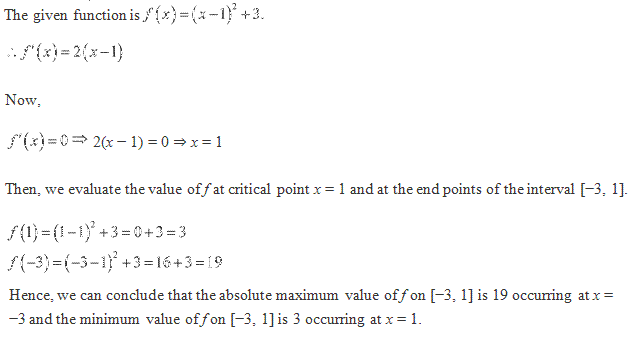 The given function is f(x)=(x−1)²+3.
∴ f′(x)=2(x−1)
Now,
f′(x)=0⇒ 2(x − 1) = 0 ⇒ x = 1
Then, we evaluate the value of f at critical point x = 1 and at the end points of the interval [−3, 1].
f(1)=(1−1)²+3=0+3=3
f(−3)=(−3−1)²+3=16+3=19
Hence, we can conclude that the absolute maximum value of f on [−3, 1] is 19 occurring at x =
−3 and the minimum value of f on [−3, 1] is 3 occurring at x = 1.